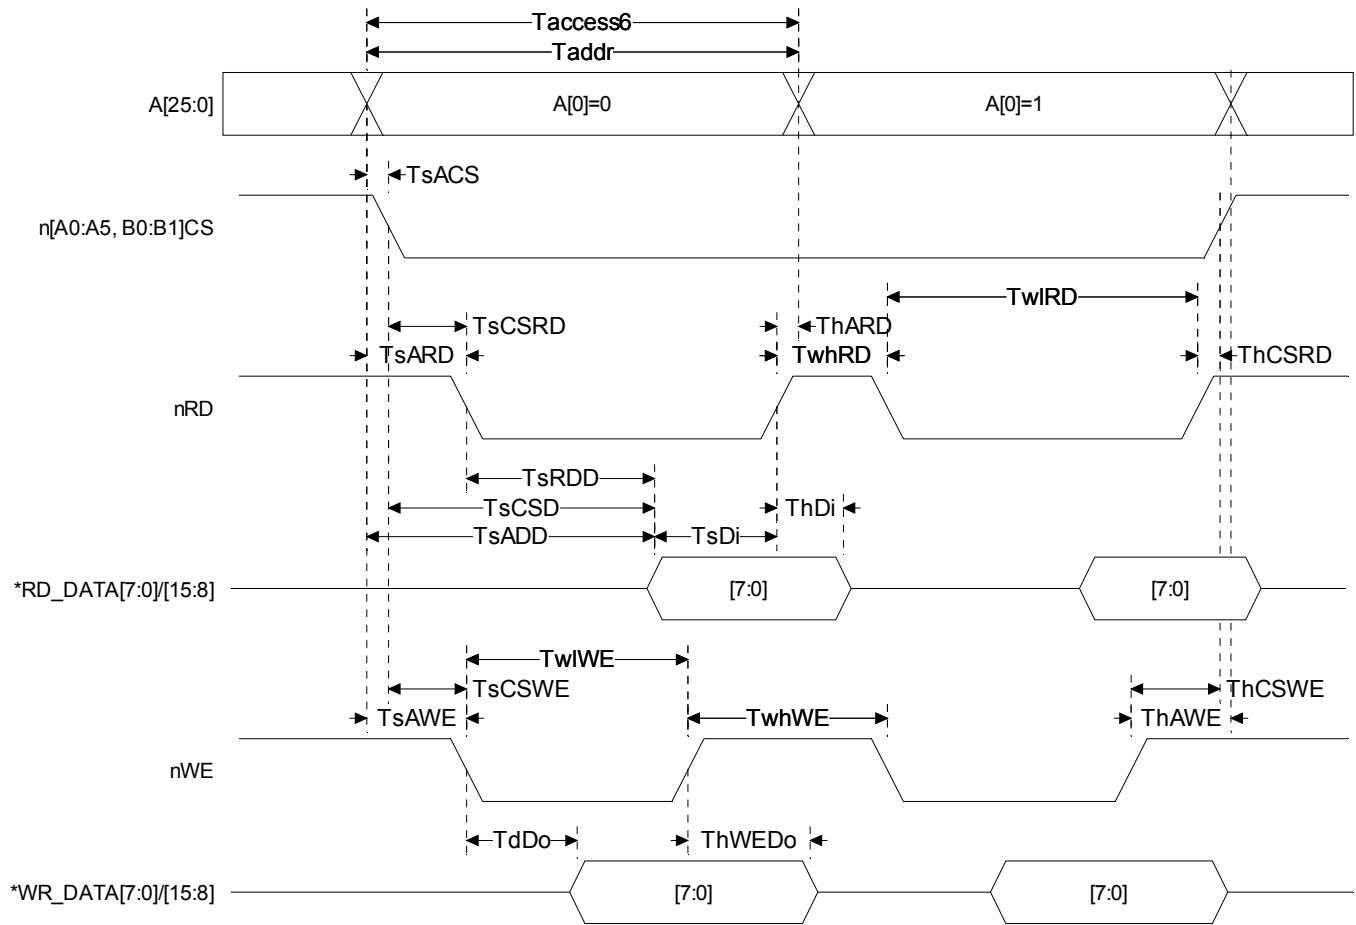 Taccess6
Taddr
A[25:0]
A[0]=0
A[0]=1
TsACS
n[A0:A5, B0:B1]CS
TwlRD
TsCSRD
ThARD
TsARD
TwhRD
ThCSRD
nRD
TsRDD
TsCSD
ThDi
TsADD
TsDi
*RD_DATA[7:0]/[15:8]
[7:0]
[7:0]
TwlWE
TsCSWE
ThCSWE
TsAWE
TwhWE
ThAWE
nWE
TdDo
ThWEDo
*WR_DATA[7:0]/[15:8]
[7:0]
[7:0]